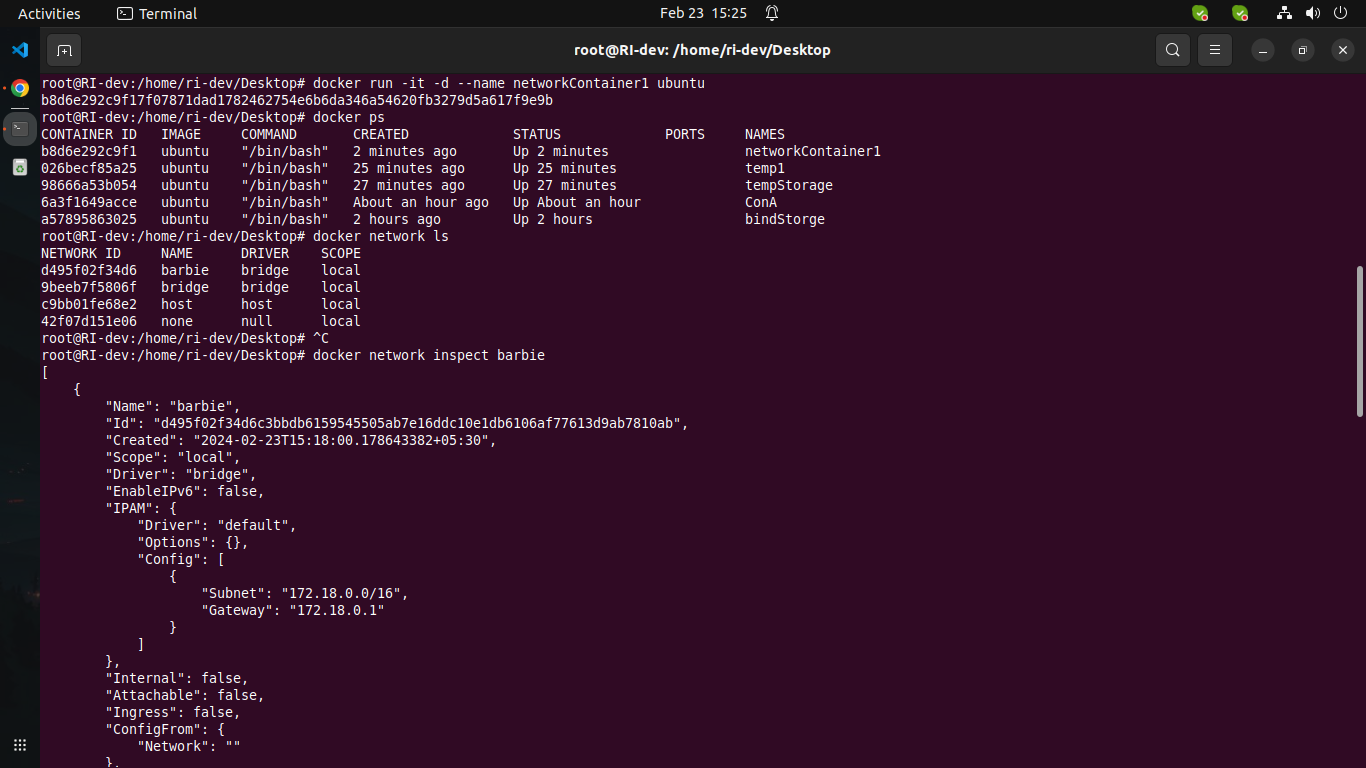 Activities
Terminal
Feb 23 15:25
root@RI-dev: /home/ri-dev/Desktop
root@RI-dev:/home/ri-dev/Desktop# docker run -it -d --name networkContainer1 ubuntu
b8d6e292c9f17f07871dad1782462754e6b6da346a54620fb3279d5a617f9e9b
root@RI-dev:/home/ri-dev/Desktop# docker ps
CONTAINER ID   IMAGE     COMMAND       CREATED             STATUS             PORTS     NAMES
b8d6e292c9f1   ubuntu    "/bin/bash"   2 minutes ago       Up 2 minutes                 networkContainer1
026becf85a25   ubuntu    "/bin/bash"   25 minutes ago      Up 25 minutes                temp1
98666a53b054   ubuntu    "/bin/bash"   27 minutes ago      Up 27 minutes                tempStorage
6a3f1649acce   ubuntu    "/bin/bash"   About an hour ago   Up About an hour             ConA
a57895863025   ubuntu    "/bin/bash"   2 hours ago         Up 2 hours                   bindStorge
root@RI-dev:/home/ri-dev/Desktop# docker network ls
NETWORK ID     NAME      DRIVER    SCOPE
d495f02f34d6   barbie    bridge    local
9beeb7f5806f   bridge    bridge    local
c9bb01fe68e2   host      host      local
42f07d151e06   none      null      local
root@RI-dev:/home/ri-dev/Desktop# ^C
root@RI-dev:/home/ri-dev/Desktop# docker network inspect barbie
[
    {
        "Name": "barbie",
        "Id": "d495f02f34d6c3bbdb6159545505ab7e16ddc10e1db6106af77613d9ab7810ab",
        "Created": "2024-02-23T15:18:00.178643382+05:30",
        "Scope": "local",
        "Driver": "bridge",
        "EnableIPv6": false,
        "IPAM": {
            "Driver": "default",
            "Options": {},
            "Config": [
                {
                    "Subnet": "172.18.0.0/16",
                    "Gateway": "172.18.0.1"
                }
            ]
        },
        "Internal": false,
        "Attachable": false,
        "Ingress": false,
        "ConfigFrom": {
            "Network": ""
        },